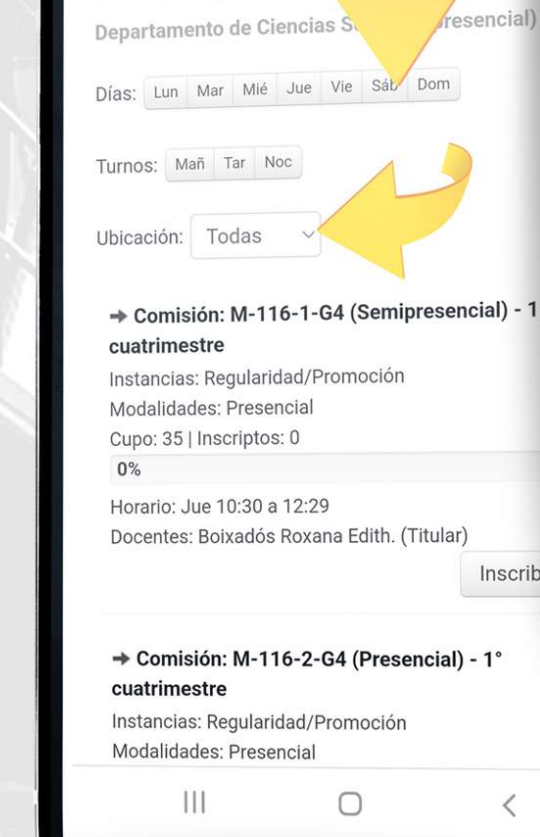 Departamento de Ciencias S resencial)
Días: Lun Mar Mié Jue Vie Sáb Dom
Turnos: Mañ Tar Noc
Ubicación: Todas
➔ Comisión: M-116-1-G4 (Semipresencial) - 1
cuatrimestre
Instancias: Regularidad/Promoción
Modalidades: Presencial
Cupo: 35 | Inscriptos: 0
0%
Horario: Jue 10:30 a 12:29
Docentes: Boixadós Roxana Edith. (Titular)
Inscrib
➔ Comisión: M-116-2-G4 (Presencial) - 1°
cuatrimestre
Instancias: Regularidad/Promoción
Modalidades: Presencial